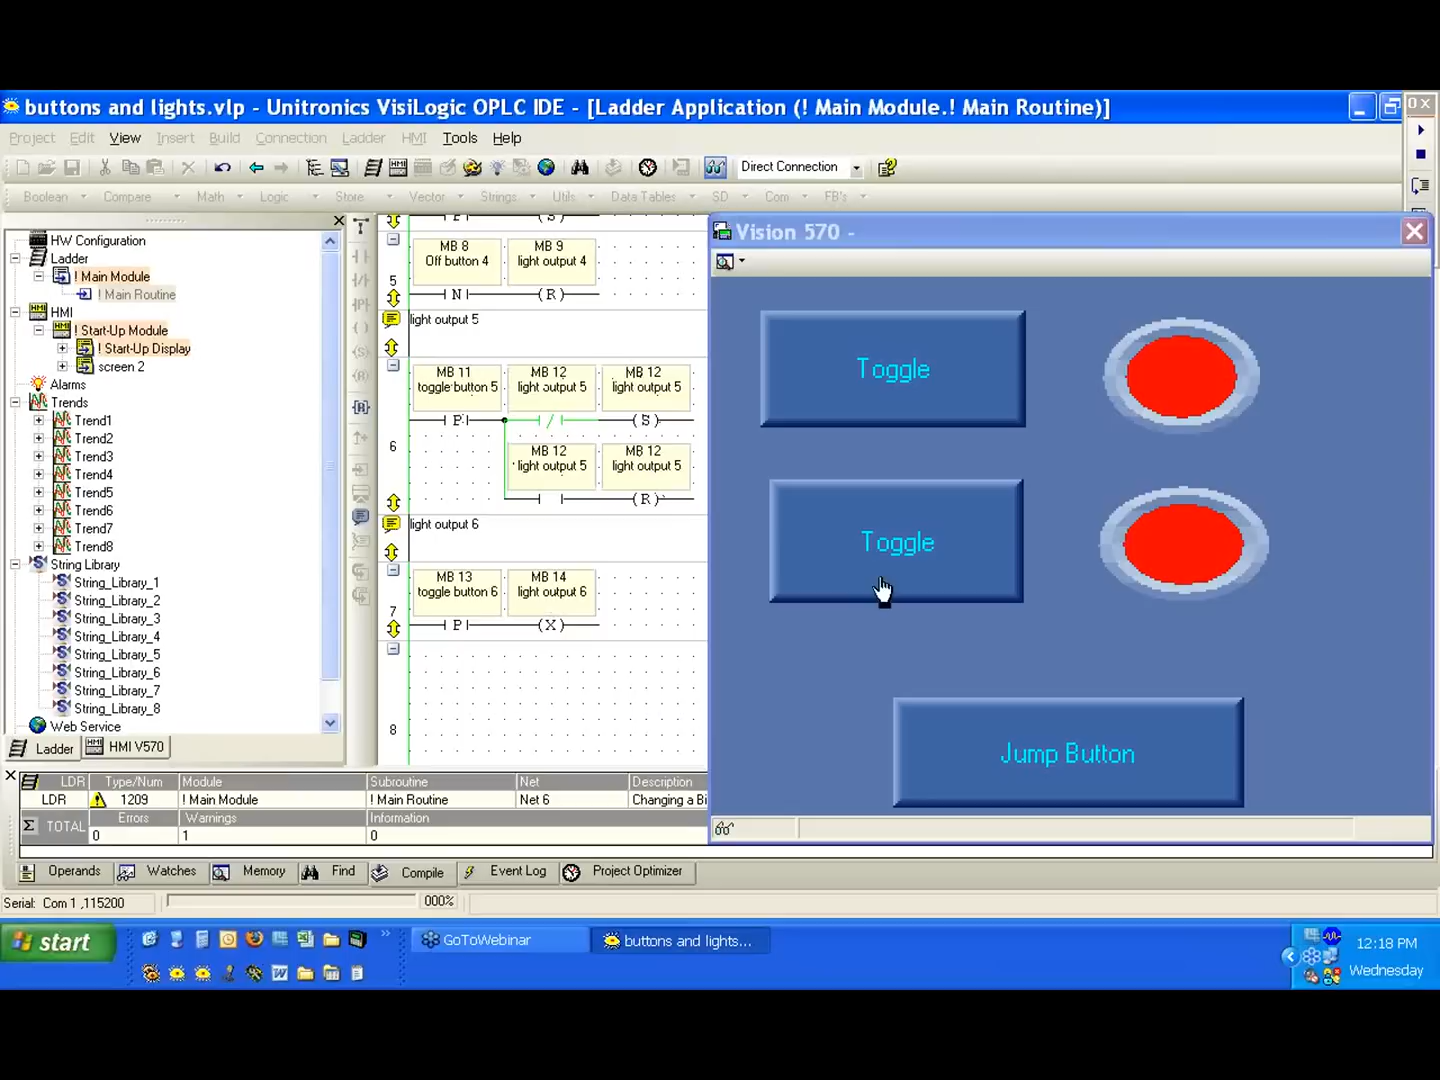 buttons and lights.vlp - Unitronics VisiLogic OPLC IDE - [Ladder Application (! Main Module.! Main Routine)]
Project Edit View Insert Build Connection Ladder HMI Tools Help
Direct Connection
Boolean Compare Math Logic Store Vector Strings Utils Data Tables SD Com FB's
HW Configuration
Ladder
! Main Module
! Main Routine
HMI
! Start-Up Module
! Start-Up Display
screen 2
Alarms
Trends
Trend1
Trend2
Trend3
Trend4
Trend5
Trend6
Trend7
Trend8
String Library
String_Library_1
String_Library_2
String_Library_3
String_Library_4
String_Library_5
String_Library_6
String_Library_7
String_Library_8
Web Service
Ladder HMI V570
MB 8 MB 9
Off button 4 light output 4
5
N (R)
light output 5
MB 11 MB 12 MB 12
toggle button 5 light output 5 light output 5
P / (S)
6
MB 12 MB 12
light output 5 light output 5
(R)
light output 6
MB 13 MB 14
toggle button 6 light output 6
7
P (X)
8
Vision 570 -
Toggle
Toggle
Jump Button
LDR Type/Num Module Subroutine Net Description
LDR 1209 ! Main Module ! Main Routine Net 6 Changing a Bi
Σ TOTAL Errors Warnings Information
0 1 0
Operands Watches Memory Find Compile Event Log Project Optimizer
Serial: Com 1 ,115200 000%
start GoToWebinar buttons and lights...
12:18 PM
Wednesday